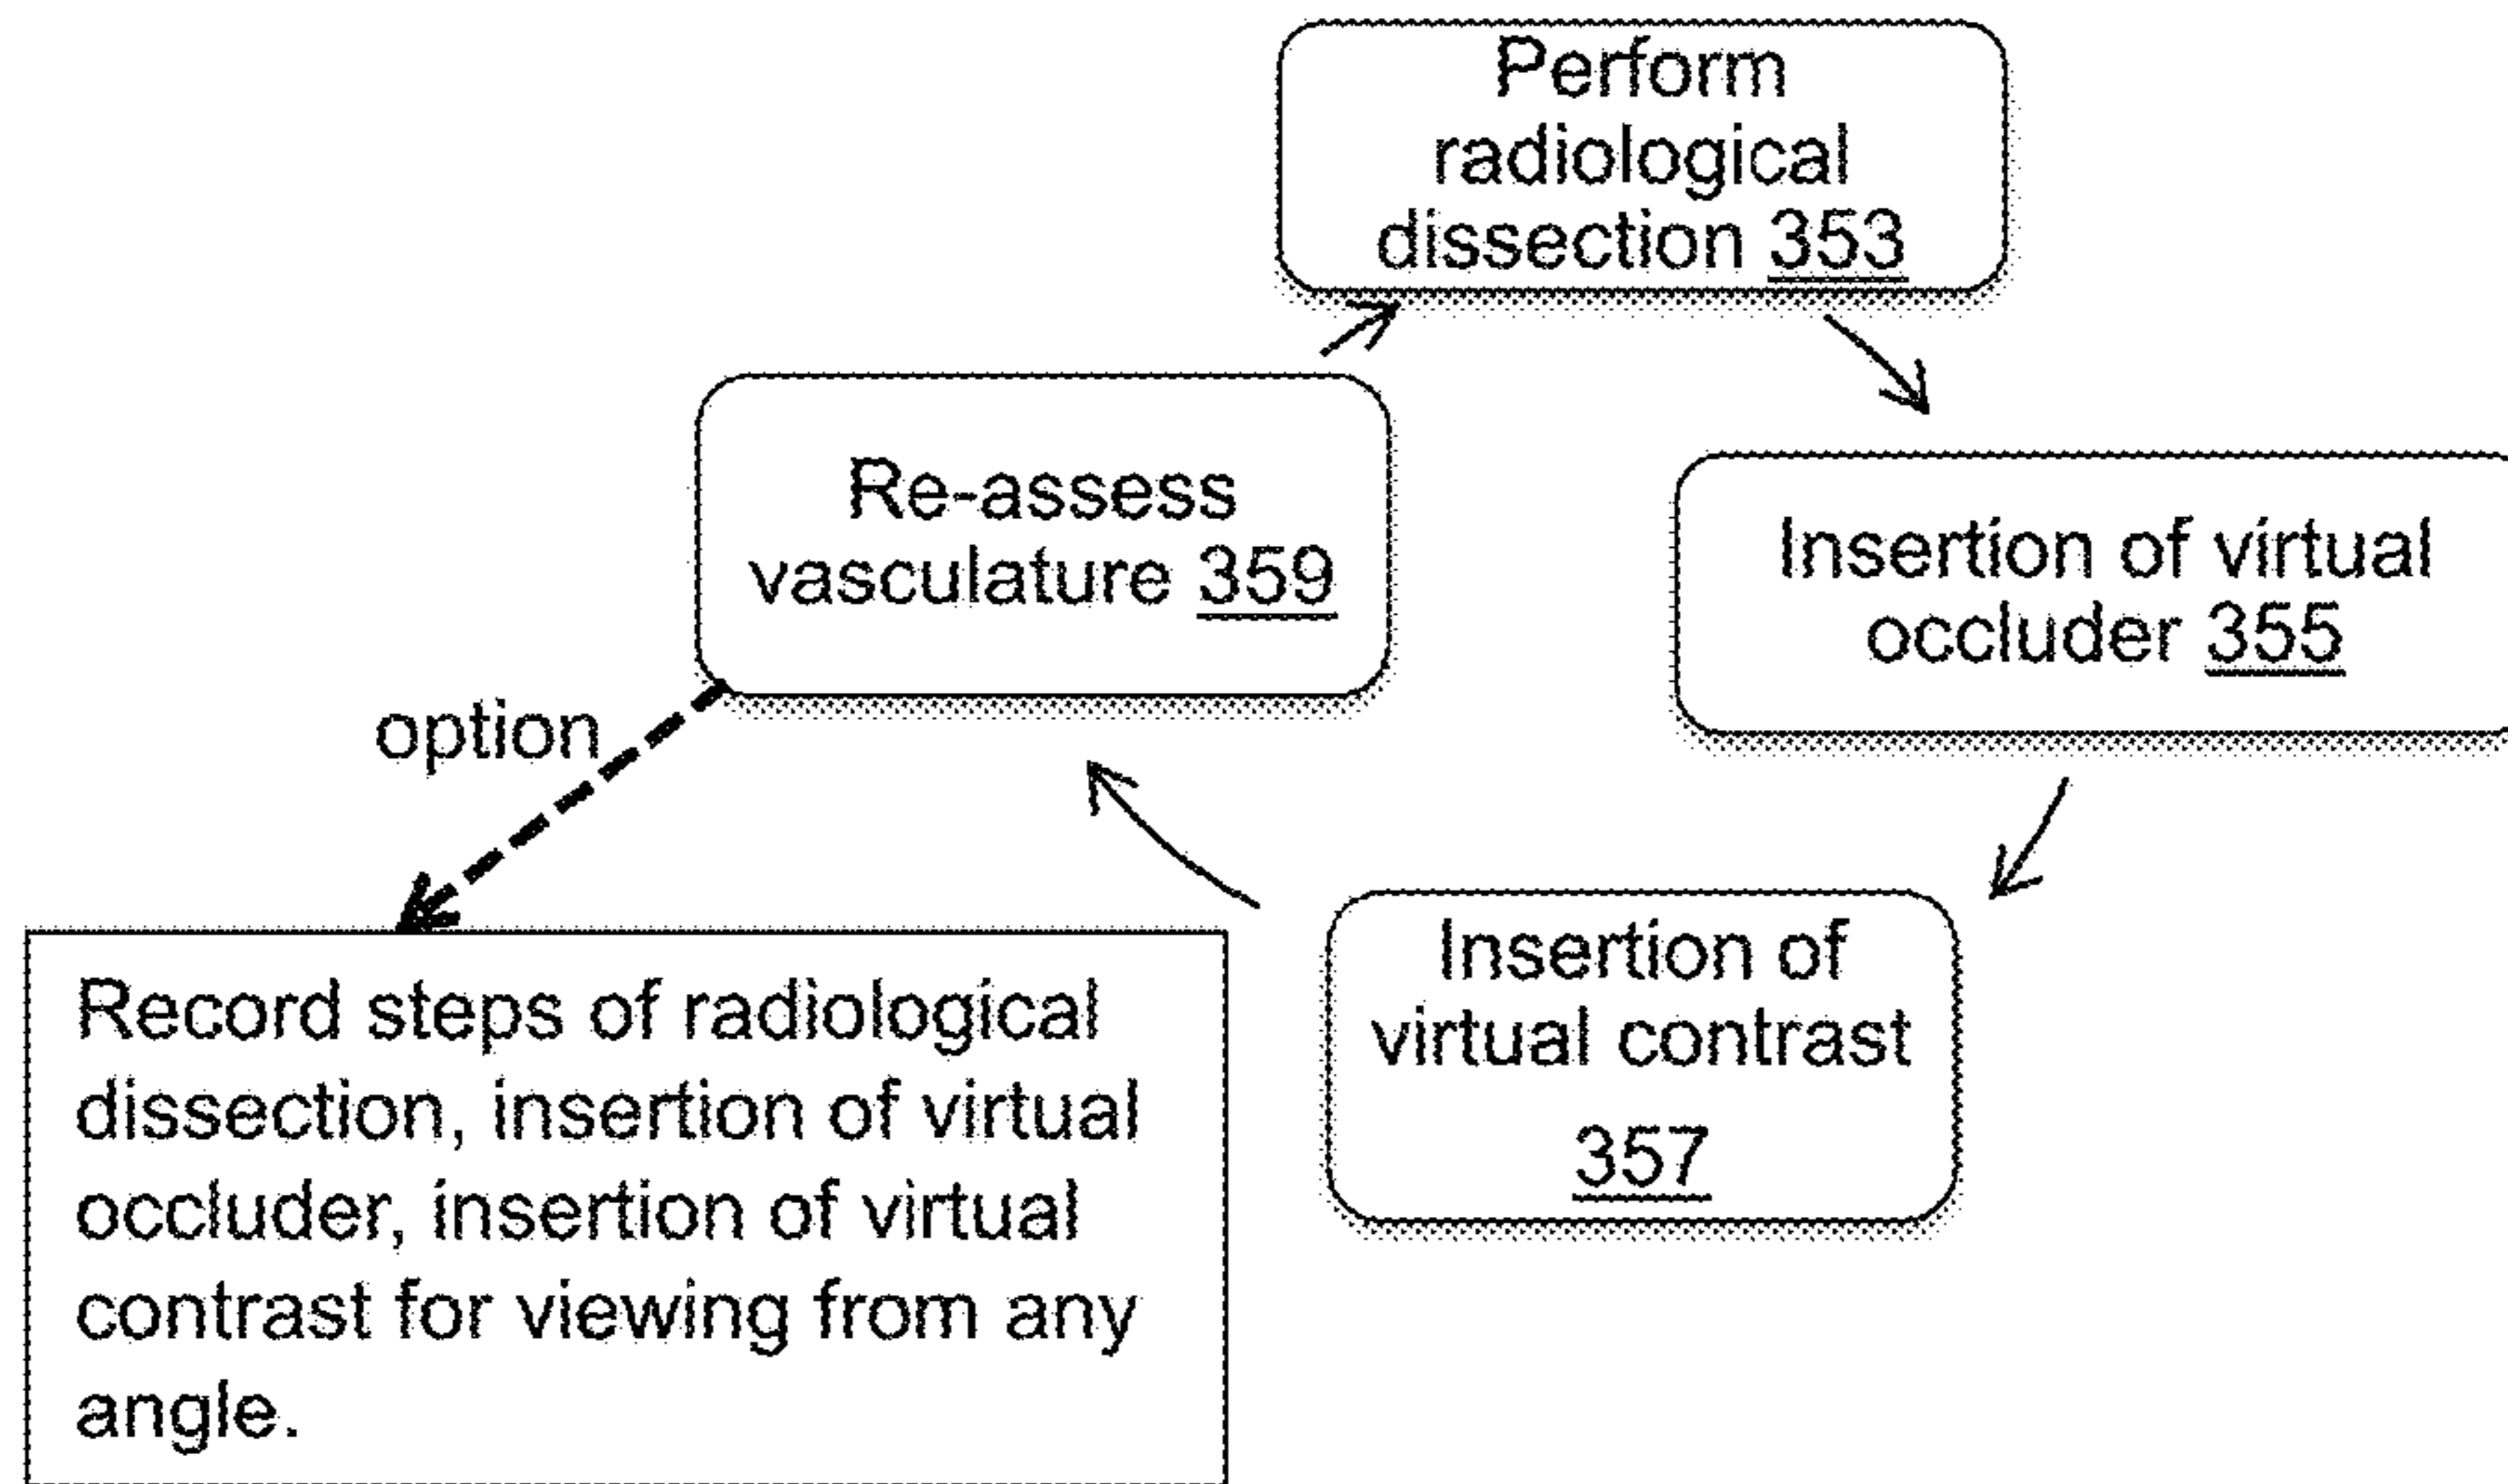 Perform
radiological
dissection 353
Re-assess
vasculature 359
Insertion of virtual
occluder 355
option
Insertion of
virtual contrast
357
Record steps of radiological
dissection, insertion of virtual
occluder, insertion of virtual
contrast for viewing from any
angle.